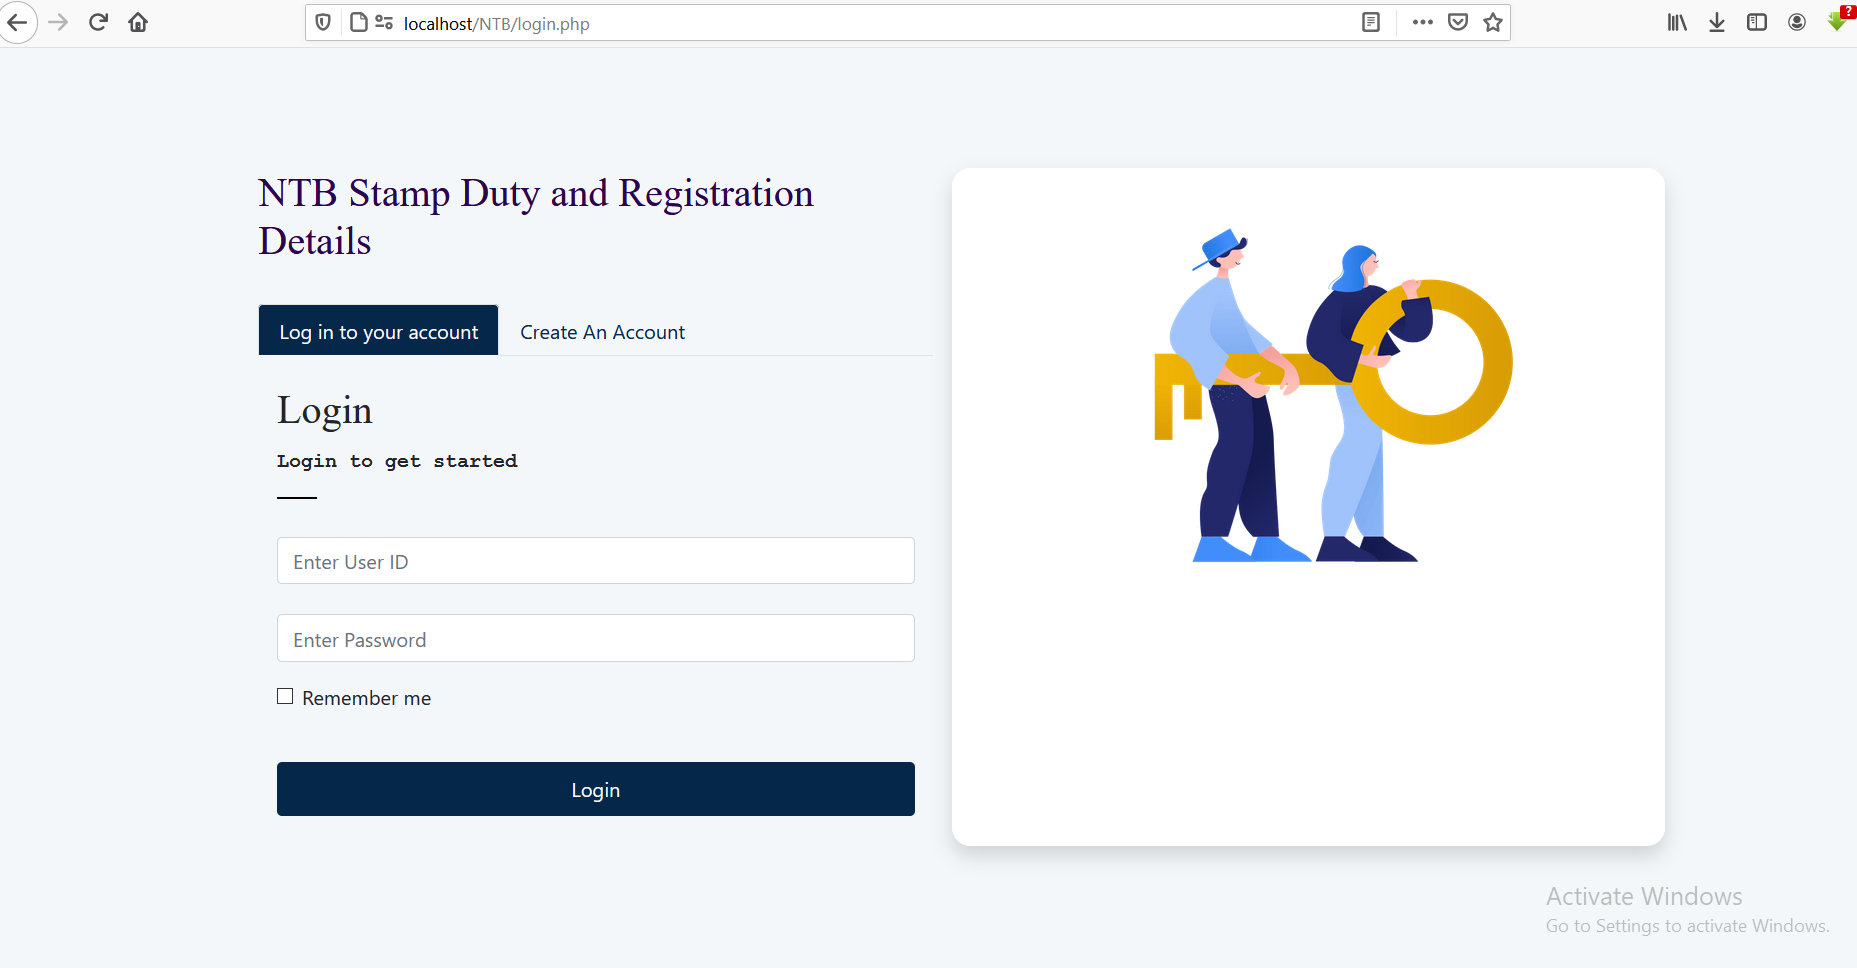 localhost/NTB/login.php
?
NTB Stamp Duty and Registration
Details
Log in to your account
Create An Account
Login
Login to get started
Enter User ID
Enter Password
Remember me
Login
Activate Windows
Go to Settings to activate Windows.